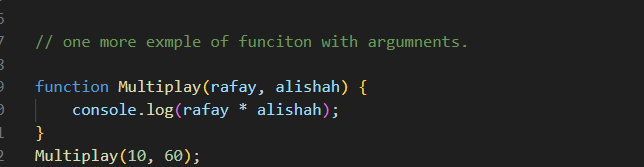 // one more exmple of funciton with argumnents.
function Multiplay(rafay, alishah) {
    console.log(rafay * alishah);
}
Multiplay(10, 60);